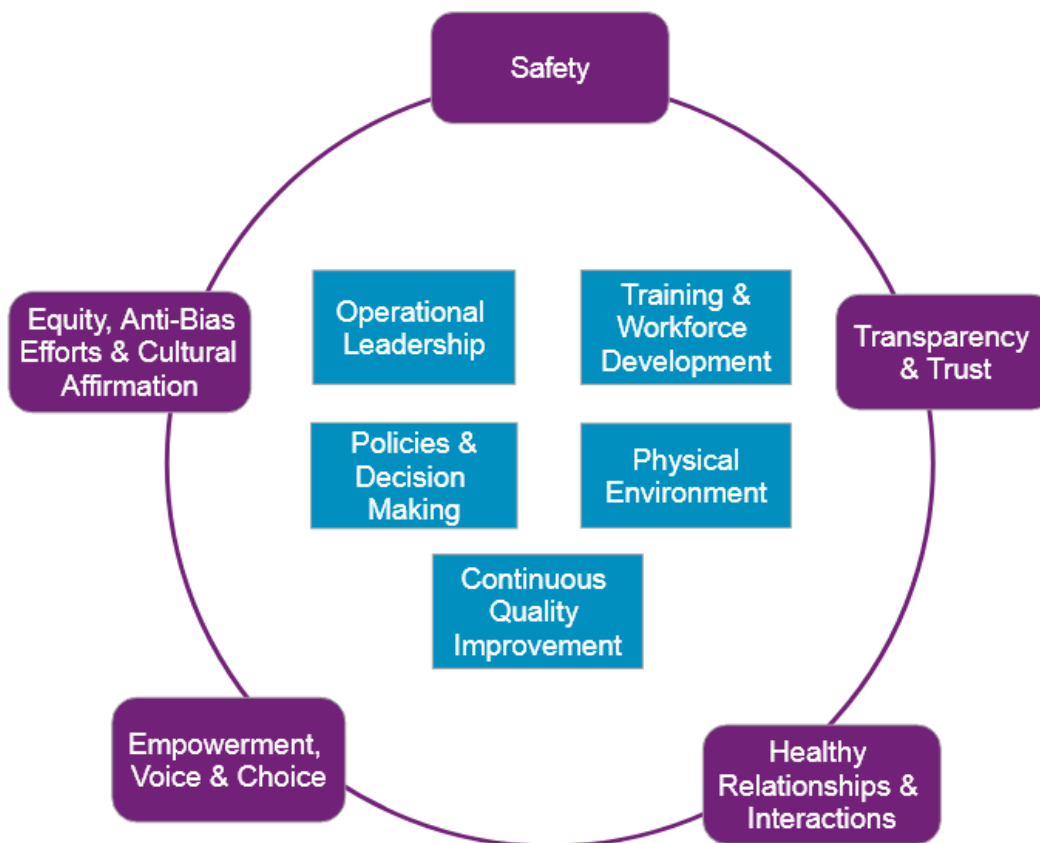 Safety
Equity, Anti-Bias
Efforts & Cultural
Affirmation
Operational
Leadership
Training &
Workforce
Development
Transparency
& Trust
Policies &
Decision
Making
Physical
Environment
Continuous
Quality
Improvement
Empowerment,
Voice & Choice
Healthy
Relationships &
Interactions